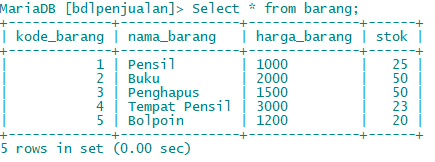 MariaDB [bdlpenjualan]> Select * from barang;
+-------------+---------------+--------------+------+
| kode_barang | nama_barang | harga_barang | stok |
+-------------+---------------+--------------+------+
| 1 | Pensil | 1000 | 25 |
| 2 | Buku | 2000 | 50 |
| 3 | Penghapus | 1500 | 50 |
| 4 | Tempat Pensil | 3000 | 23 |
| 5 | Bolpoin | 1200 | 20 |
+-------------+---------------+--------------+------+
5 rows in set (0.00 sec)